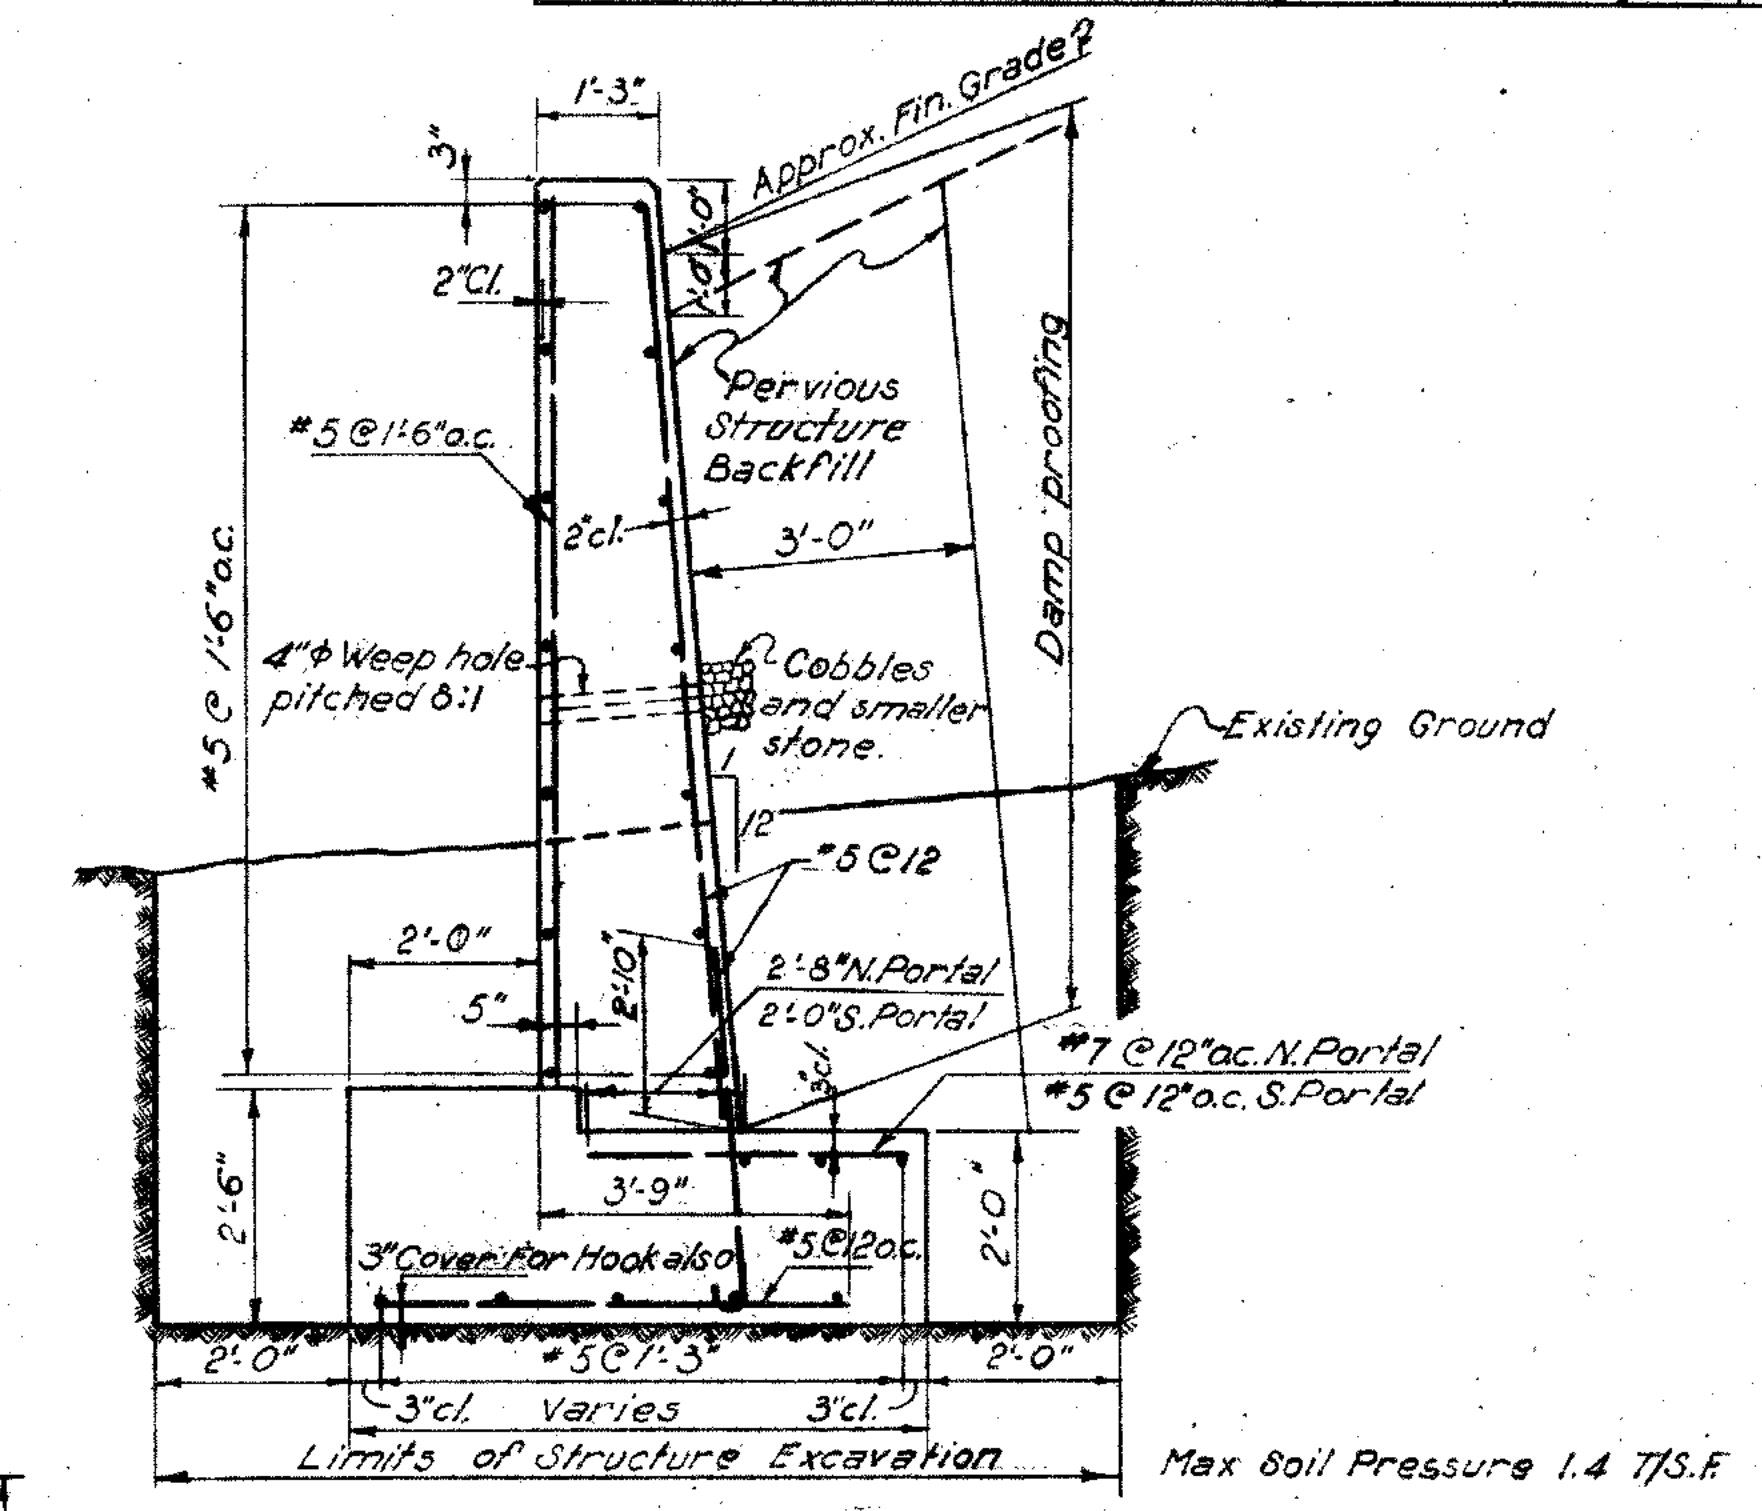 Approx. Fin. Grade
1'-3"
3"
1'-0"
1'-0"
2"Cl.
Pervious
Structure
Backfill
#5 @ 1'-6" o.c.
2"cl.
3'-0"
Damp proofing
#5 @ 1'-6" o.c.
4"ϕ Weep hole
pitched 8:1
Cobbles
and smaller
stone.
Existing Ground
1
12
#5 @ 12
2'-0"
2'-10"
2'-8" N. Portal
2'-0" S. Portal
5"
3"cl.
#7 @ 12" o.c. N. Portal
#5 @ 12" o.c. S. Portal
2'-6"
3'-9"
2'-0"
3" Cover For Hook also
#5 @ 12 o.c.
2'-0"
#5 @ 1'-3"
2'-0"
3"cl.
Varies
3"cl.
Limits of Structure Excavation
Max Soil Pressure 1.4 T/S.F.